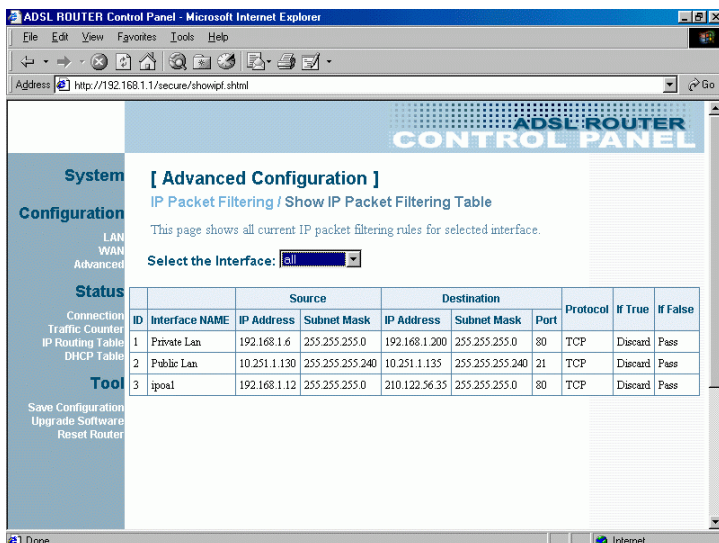 ADSL ROUTER Control Panel - Microsoft Internet Explorer
File Edit View Favorites Tools Help
Address http://192.168.1.1/secure/showipf.shtml Go
ADSL ROUTER
CONTROL PANEL
System
Configuration
LAN
WAN
Advanced
Status
Connection
Traffic Counter
IP Routing Table
DHCP Table
Tool
Save Configuration
Upgrade Software
Reset Router
[ Advanced Configuration ]
IP Packet Filtering / Show IP Packet Filtering Table
This page shows all current IP packet filtering rules for selected interface.
Select the Interface: all
Source Destination Protocol If True If False
ID Interface NAME IP Address Subnet Mask IP Address Subnet Mask Port
1 Private Lan 192.168.1.6 255.255.255.0 192.168.1.200 255.255.255.0 80 TCP Discard Pass
2 Public Lan 10.251.1.130 255.255.255.240 10.251.1.135 255.255.255.240 21 TCP Discard Pass
3 ipoa1 192.168.1.12 255.255.255.0 210.122.56.35 255.255.255.0 80 TCP Discard Pass
Done Internet